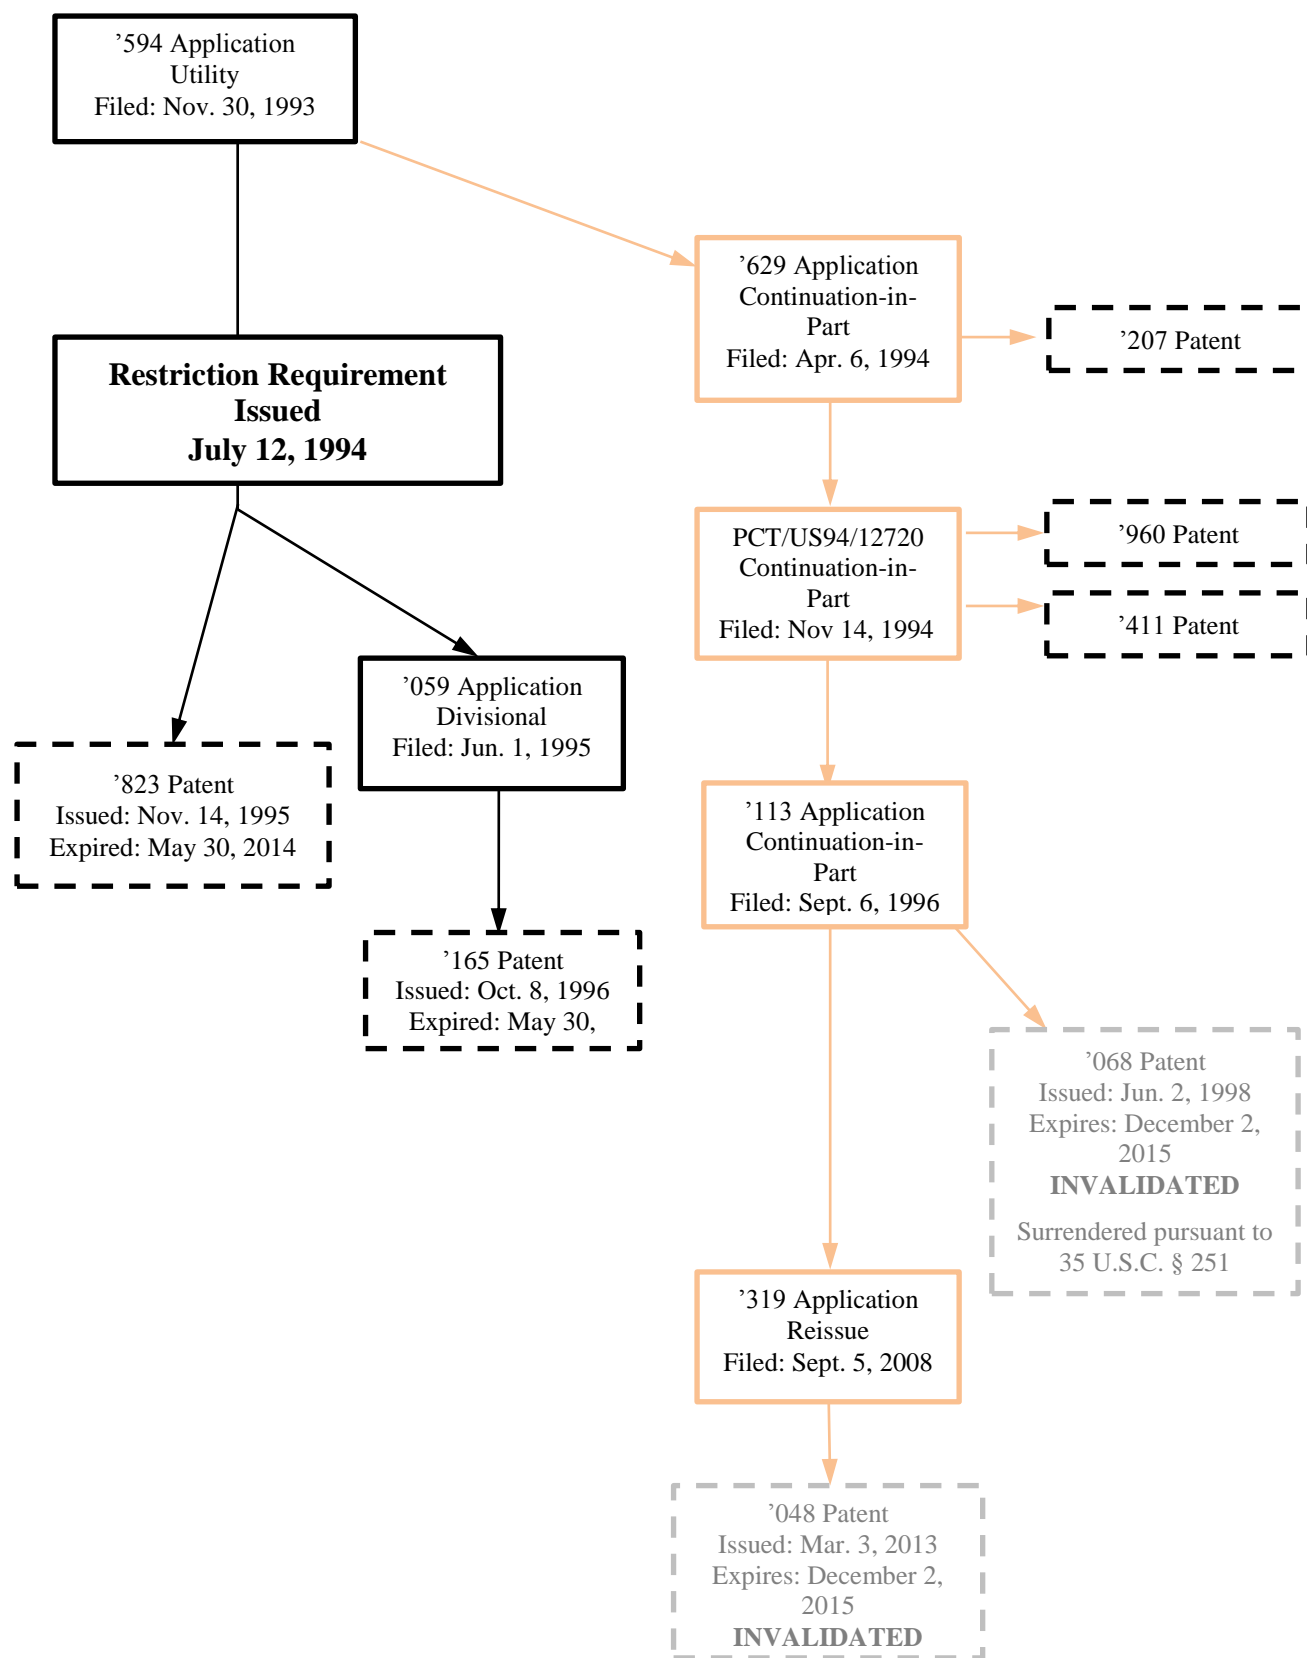 ’594 Application
Utility
Filed: Nov. 30, 1993
’629 Application
Continuation-in-
Part
Filed: Apr. 6, 1994
’207 Patent
Restriction Requirement
Issued
July 12, 1994
PCT/US94/12720
Continuation-in-
Part
Filed: Nov 14, 1994
’960 Patent
’411 Patent
’059 Application
Divisional
Filed: Jun. 1, 1995
’823 Patent
Issued: Nov. 14, 1995
Expired: May 30, 2014
’113 Application
Continuation-in-
Part
Filed: Sept. 6, 1996
’165 Patent
Issued: Oct. 8, 1996
Expired: May 30,
’068 Patent
Issued: Jun. 2, 1998
Expires: December 2,
2015
INVALIDATED
Surrendered pursuant to
35 U.S.C. § 251
’319 Application
Reissue
Filed: Sept. 5, 2008
’048 Patent
Issued: Mar. 3, 2013
Expires: December 2,
2015
INVALIDATED